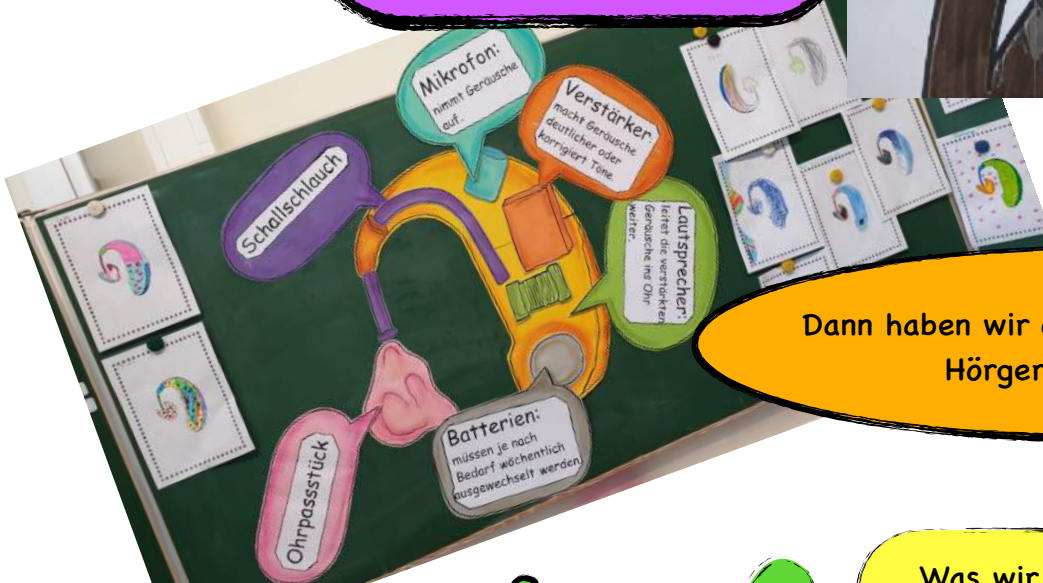 Mikrofon:
nimmt Geräusche
auf.
Verstärker
macht Geräusche
deutlicher oder
korrigiert Töne.
Schallschlauch
Lautsprecher:
leitet die verstärkten
Geräusche ins Ohr
weiter.
Dann haben wir
Hörger
Batterien:
müssen je nach
Bedarf wöchentlich
ausgewechselt werden
Ohrpassstück
Was wir